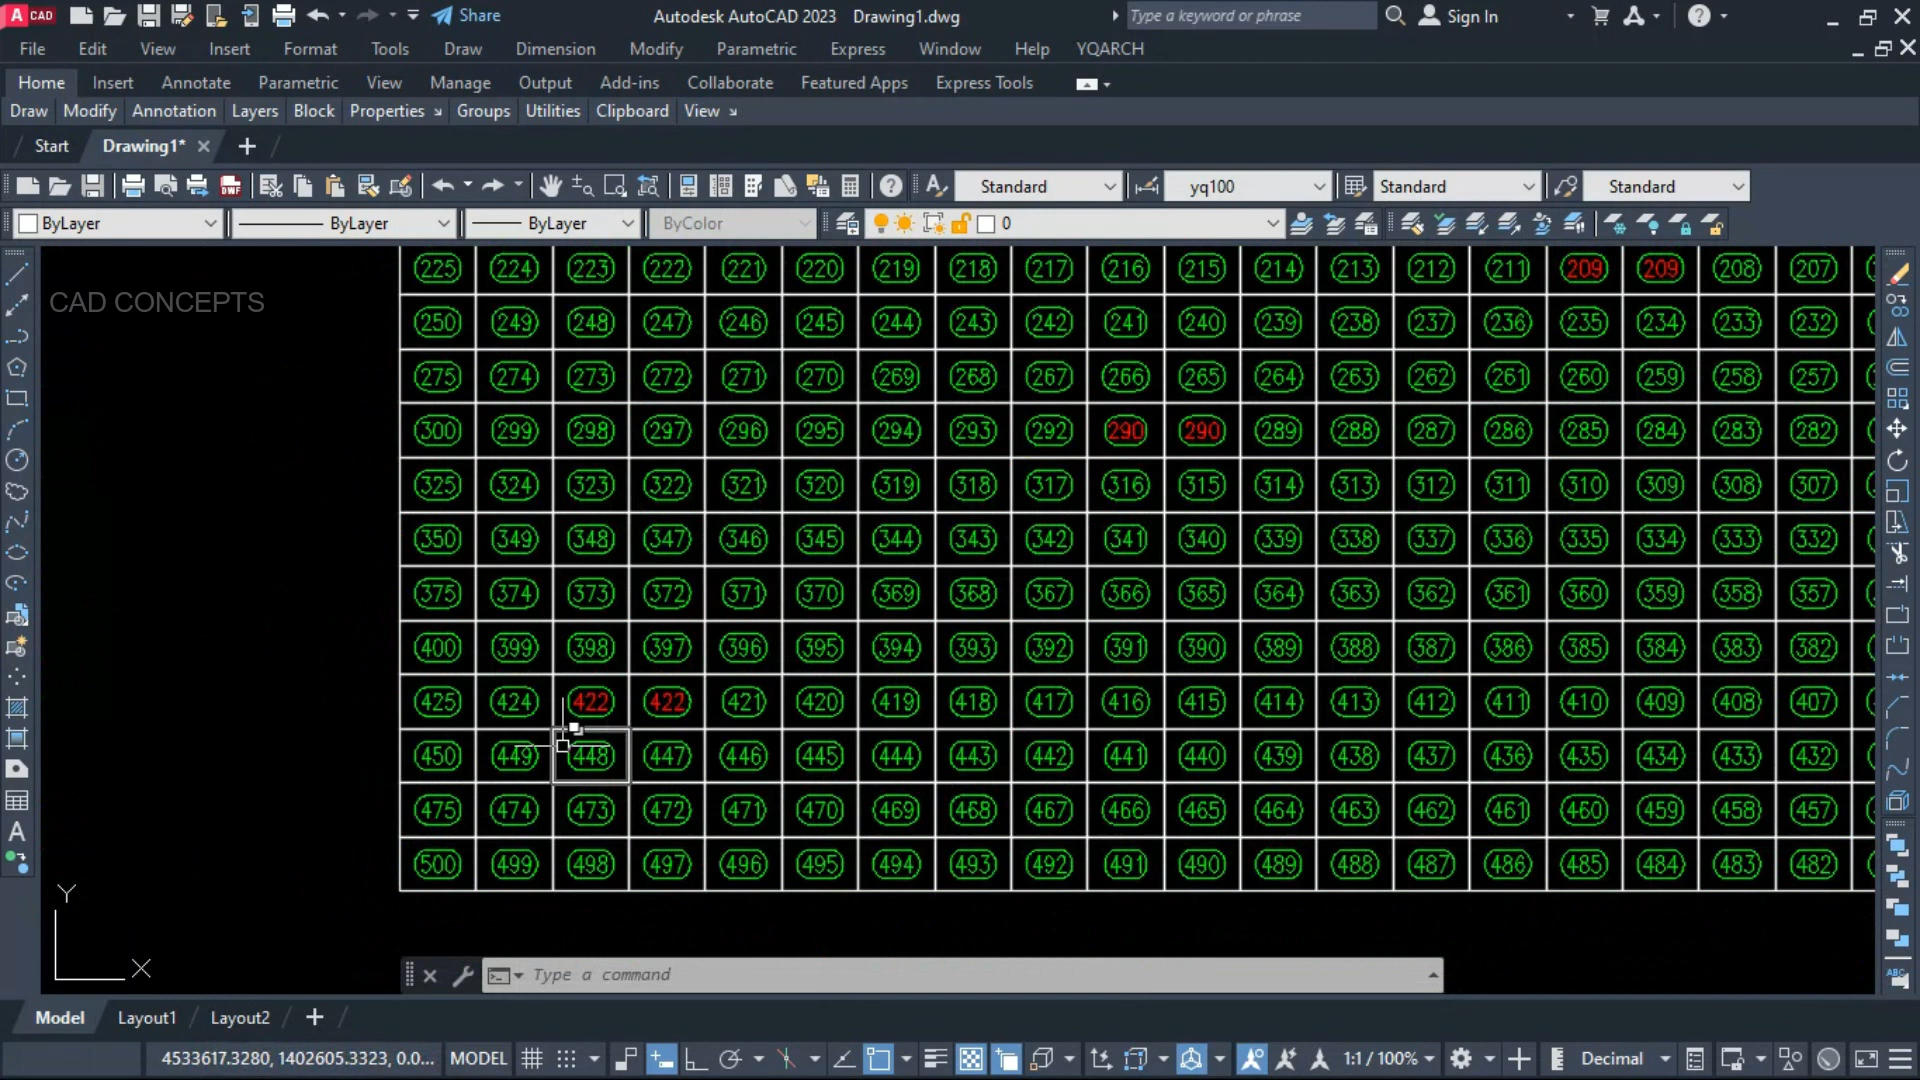 A CAD Share Autodesk AutoCAD 2023 Drawing1.dwg Type a keyword or phrase Sign In
File Edit View Insert Format Tools Draw Dimension Modify Parametric Express Window Help YQARCH
Home Insert Annotate Parametric View Manage Output Add-ins Collaborate Featured Apps Express Tools
Draw Modify Annotation Layers Block Properties Groups Utilities Clipboard View
Start Drawing1*
DWF Standard yq100 Standard Standard
ByLayer ByLayer ByLayer ByColor 0
CAD CONCEPTS
225 224 223 222 221 220 219 218 217 216 215 214 213 212 211 209 209 208 207
250 249 248 247 246 245 244 243 242 241 240 239 238 237 236 235 234 233 232
275 274 273 272 271 270 269 268 267 266 265 264 263 262 261 260 259 258 257
300 299 298 297 296 295 294 293 292 290 290 289 288 287 286 285 284 283 282
325 324 323 322 321 320 319 318 317 316 315 314 313 312 311 310 309 308 307
350 349 348 347 346 345 344 343 342 341 340 339 338 337 336 335 334 333 332
375 374 373 372 371 370 369 368 367 366 365 364 363 362 361 360 359 358 357
400 399 398 397 396 395 394 393 392 391 390 389 388 387 386 385 384 383 382
425 424 422 422 421 420 419 418 417 416 415 414 413 412 411 410 409 408 407
450 449 448 447 446 445 444 443 442 441 440 439 438 437 436 435 434 433 432
475 474 473 472 471 470 469 468 467 466 465 464 463 462 461 460 459 458 457
500 499 498 497 496 495 494 493 492 491 490 489 488 487 486 485 484 483 482
A
Y
X
ABC
Type a command
Model Layout1 Layout2
4533617.3280, 1402605.3323, 0.0... MODEL 1:1 / 100% Decimal